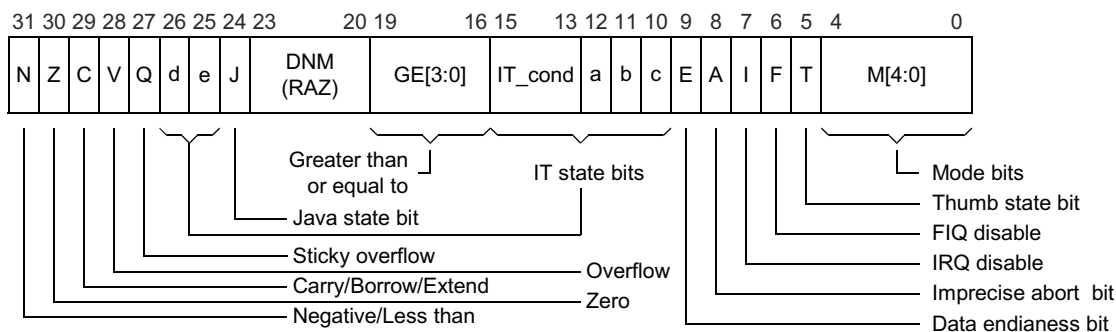 31 30 29 28 27 26 25 24 23 20 19 16 15 13 12 11 10 9 8 7 6 5 4 0
N Z C V Q d e J DNM (RAZ) GE[3:0] IT_cond a b c E A I F T M[4:0]
Greater than
or equal to
IT state bits
Mode bits
Thumb state bit
Java state bit
FIQ disable
Sticky overflow
Overflow
IRQ disable
Carry/Borrow/Extend
Zero
Imprecise abort bit
Negative/Less than
Data endianess bit